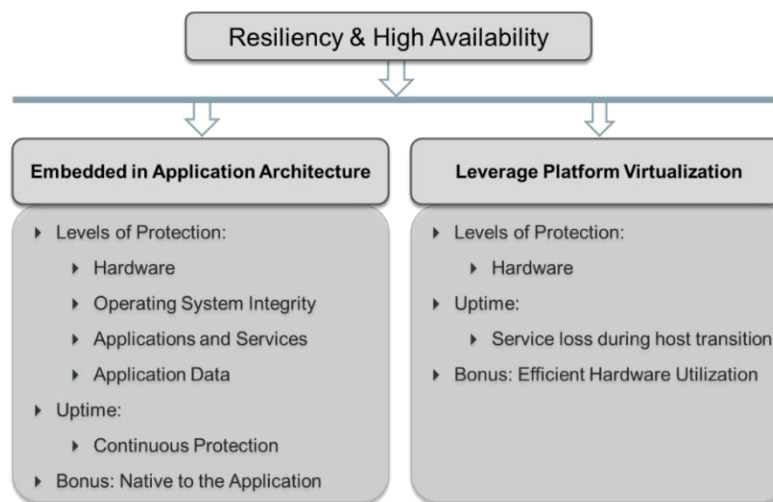 Resiliency & High Availability
Embedded in Application Architecture
Levels of Protection:
Hardware
Operating System Integrity
Applications and Services
Application Data
Uptime:
Continuous Protection
Bonus: Native to the Application
Leverage Platform Virtualization
Levels of Protection:
Hardware
Uptime:
Service loss during host transition
Bonus: Efficient Hardware Utilization